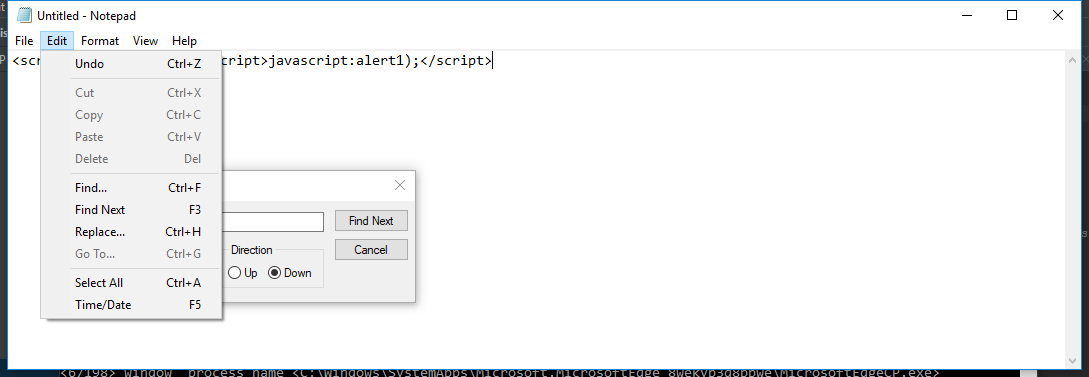 Untitled - Notepad
File Edit Format View Help
<scr cript>javascript:alert1);</script>
Undo Ctrl+Z
Cut Ctrl+X
Copy Ctrl+C
Paste Ctrl+V
Delete Del
Find... Ctrl+F
Find Next F3
Replace... Ctrl+H
Go To... Ctrl+G
Select All Ctrl+A
Time/Date F5
Find Next
Direction
Cancel
Up Down
<6/198> window process name <C:\Windows\SystemApps\Microsoft.MicrosoftEdge_8wekyb3d8bbwe\MicrosoftEdgeCP.exe>